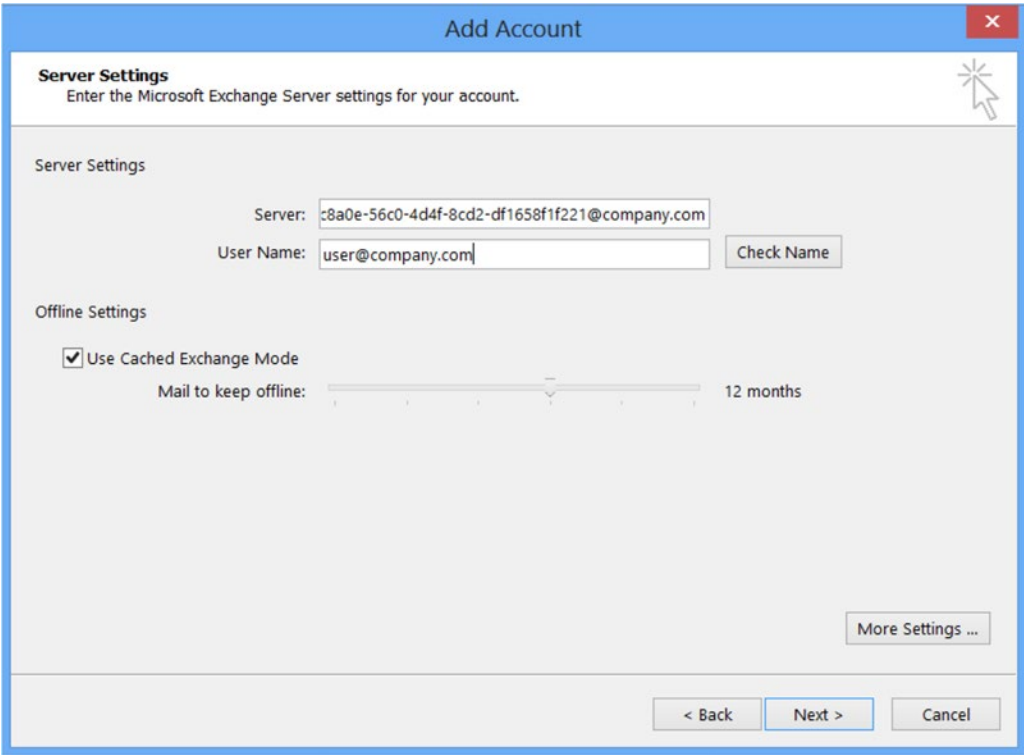 Add Account
Server Settings
Enter the Microsoft Exchange Server settings for your account.
Server Settings
Server: c8a0e-56c0-4d4f-8cd2-df1658f1f221@company.com
User Name: user@company.com Check Name
Offline Settings
Use Cached Exchange Mode
Mail to keep offline: 12 months
More Settings ...
< Back Next > Cancel